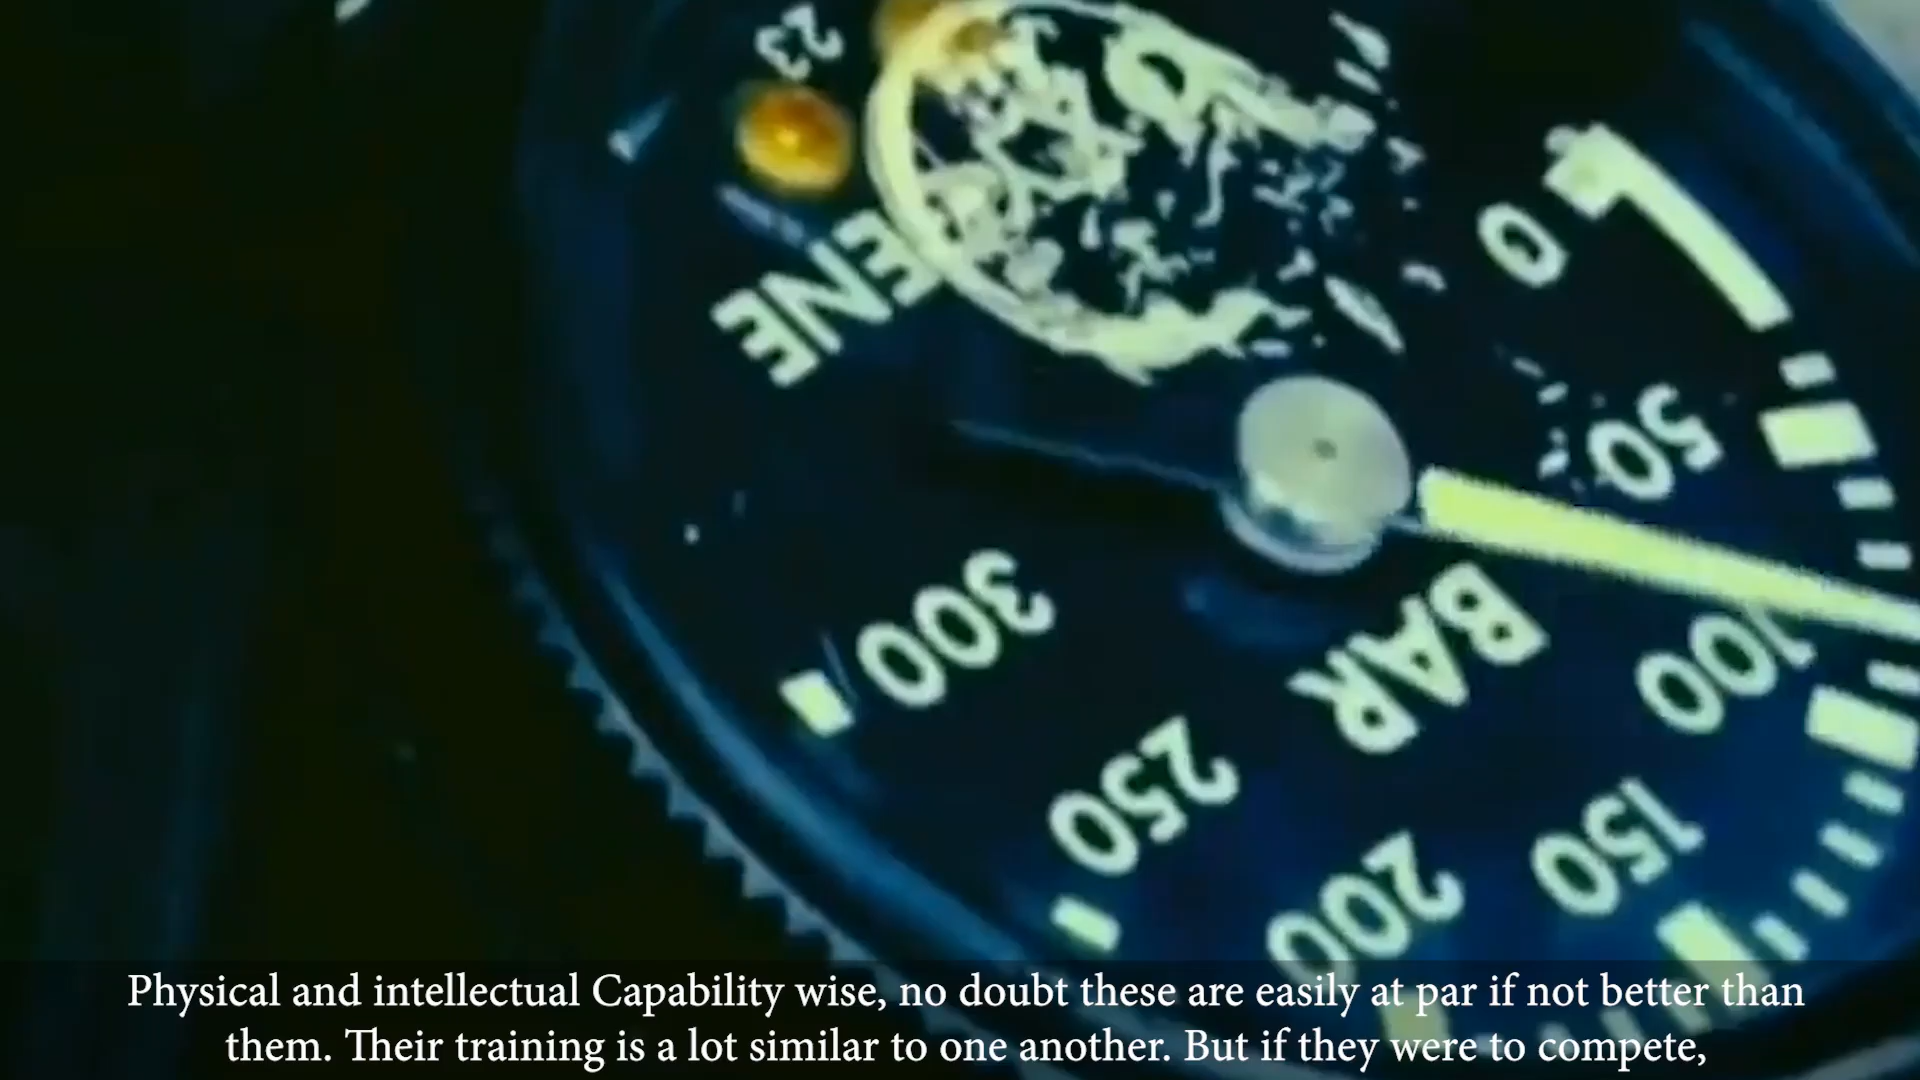 23
ENE
0
50
100
BAR
150
200
250
300
Physical and intellectual Capability wise, no doubt these are easily at par if not better than
them. Their training is a lot similar to one another. But if they were to compete,